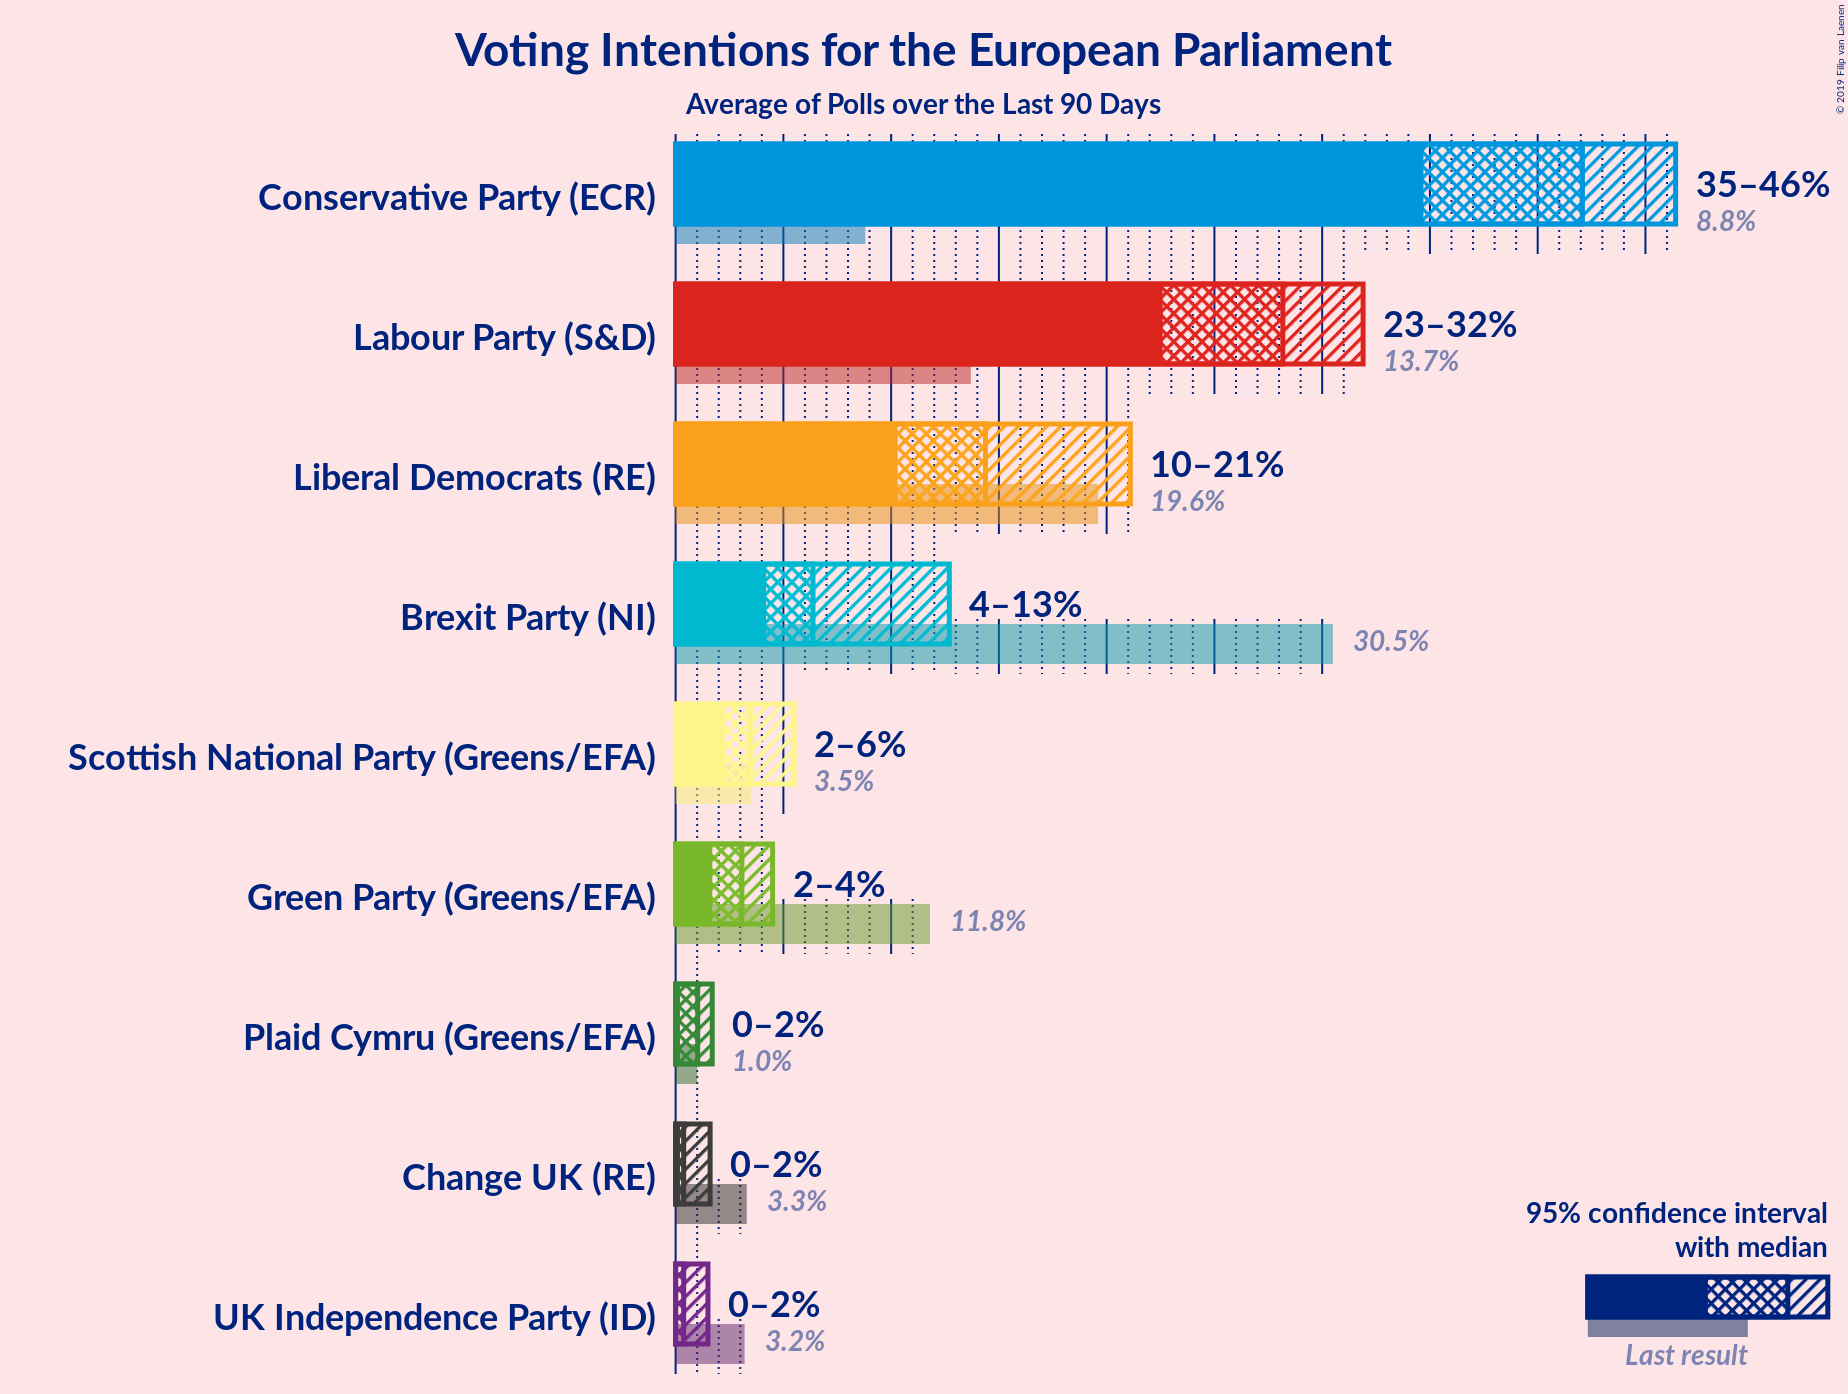 Voting Intentions for the European Parliament
Average of Polls over the Last 90 Days
© 2019 Filip van Laenen
Conservative Party (ECR)
35–46%
8.8%
Labour Party (S&D)
23–32%
13.7%
Liberal Democrats (RE)
10–21%
19.6%
Brexit Party (NI)
4–13%
30.5%
Scottish National Party (Greens/EFA)
2–6%
3.5%
Green Party (Greens/EFA)
2–4%
11.8%
Plaid Cymru (Greens/EFA)
0–2%
1.0%
Change UK (RE)
0–2%
3.3%
UK Independence Party (ID)
0–2%
3.2%
95% confidence interval
with median
Last result